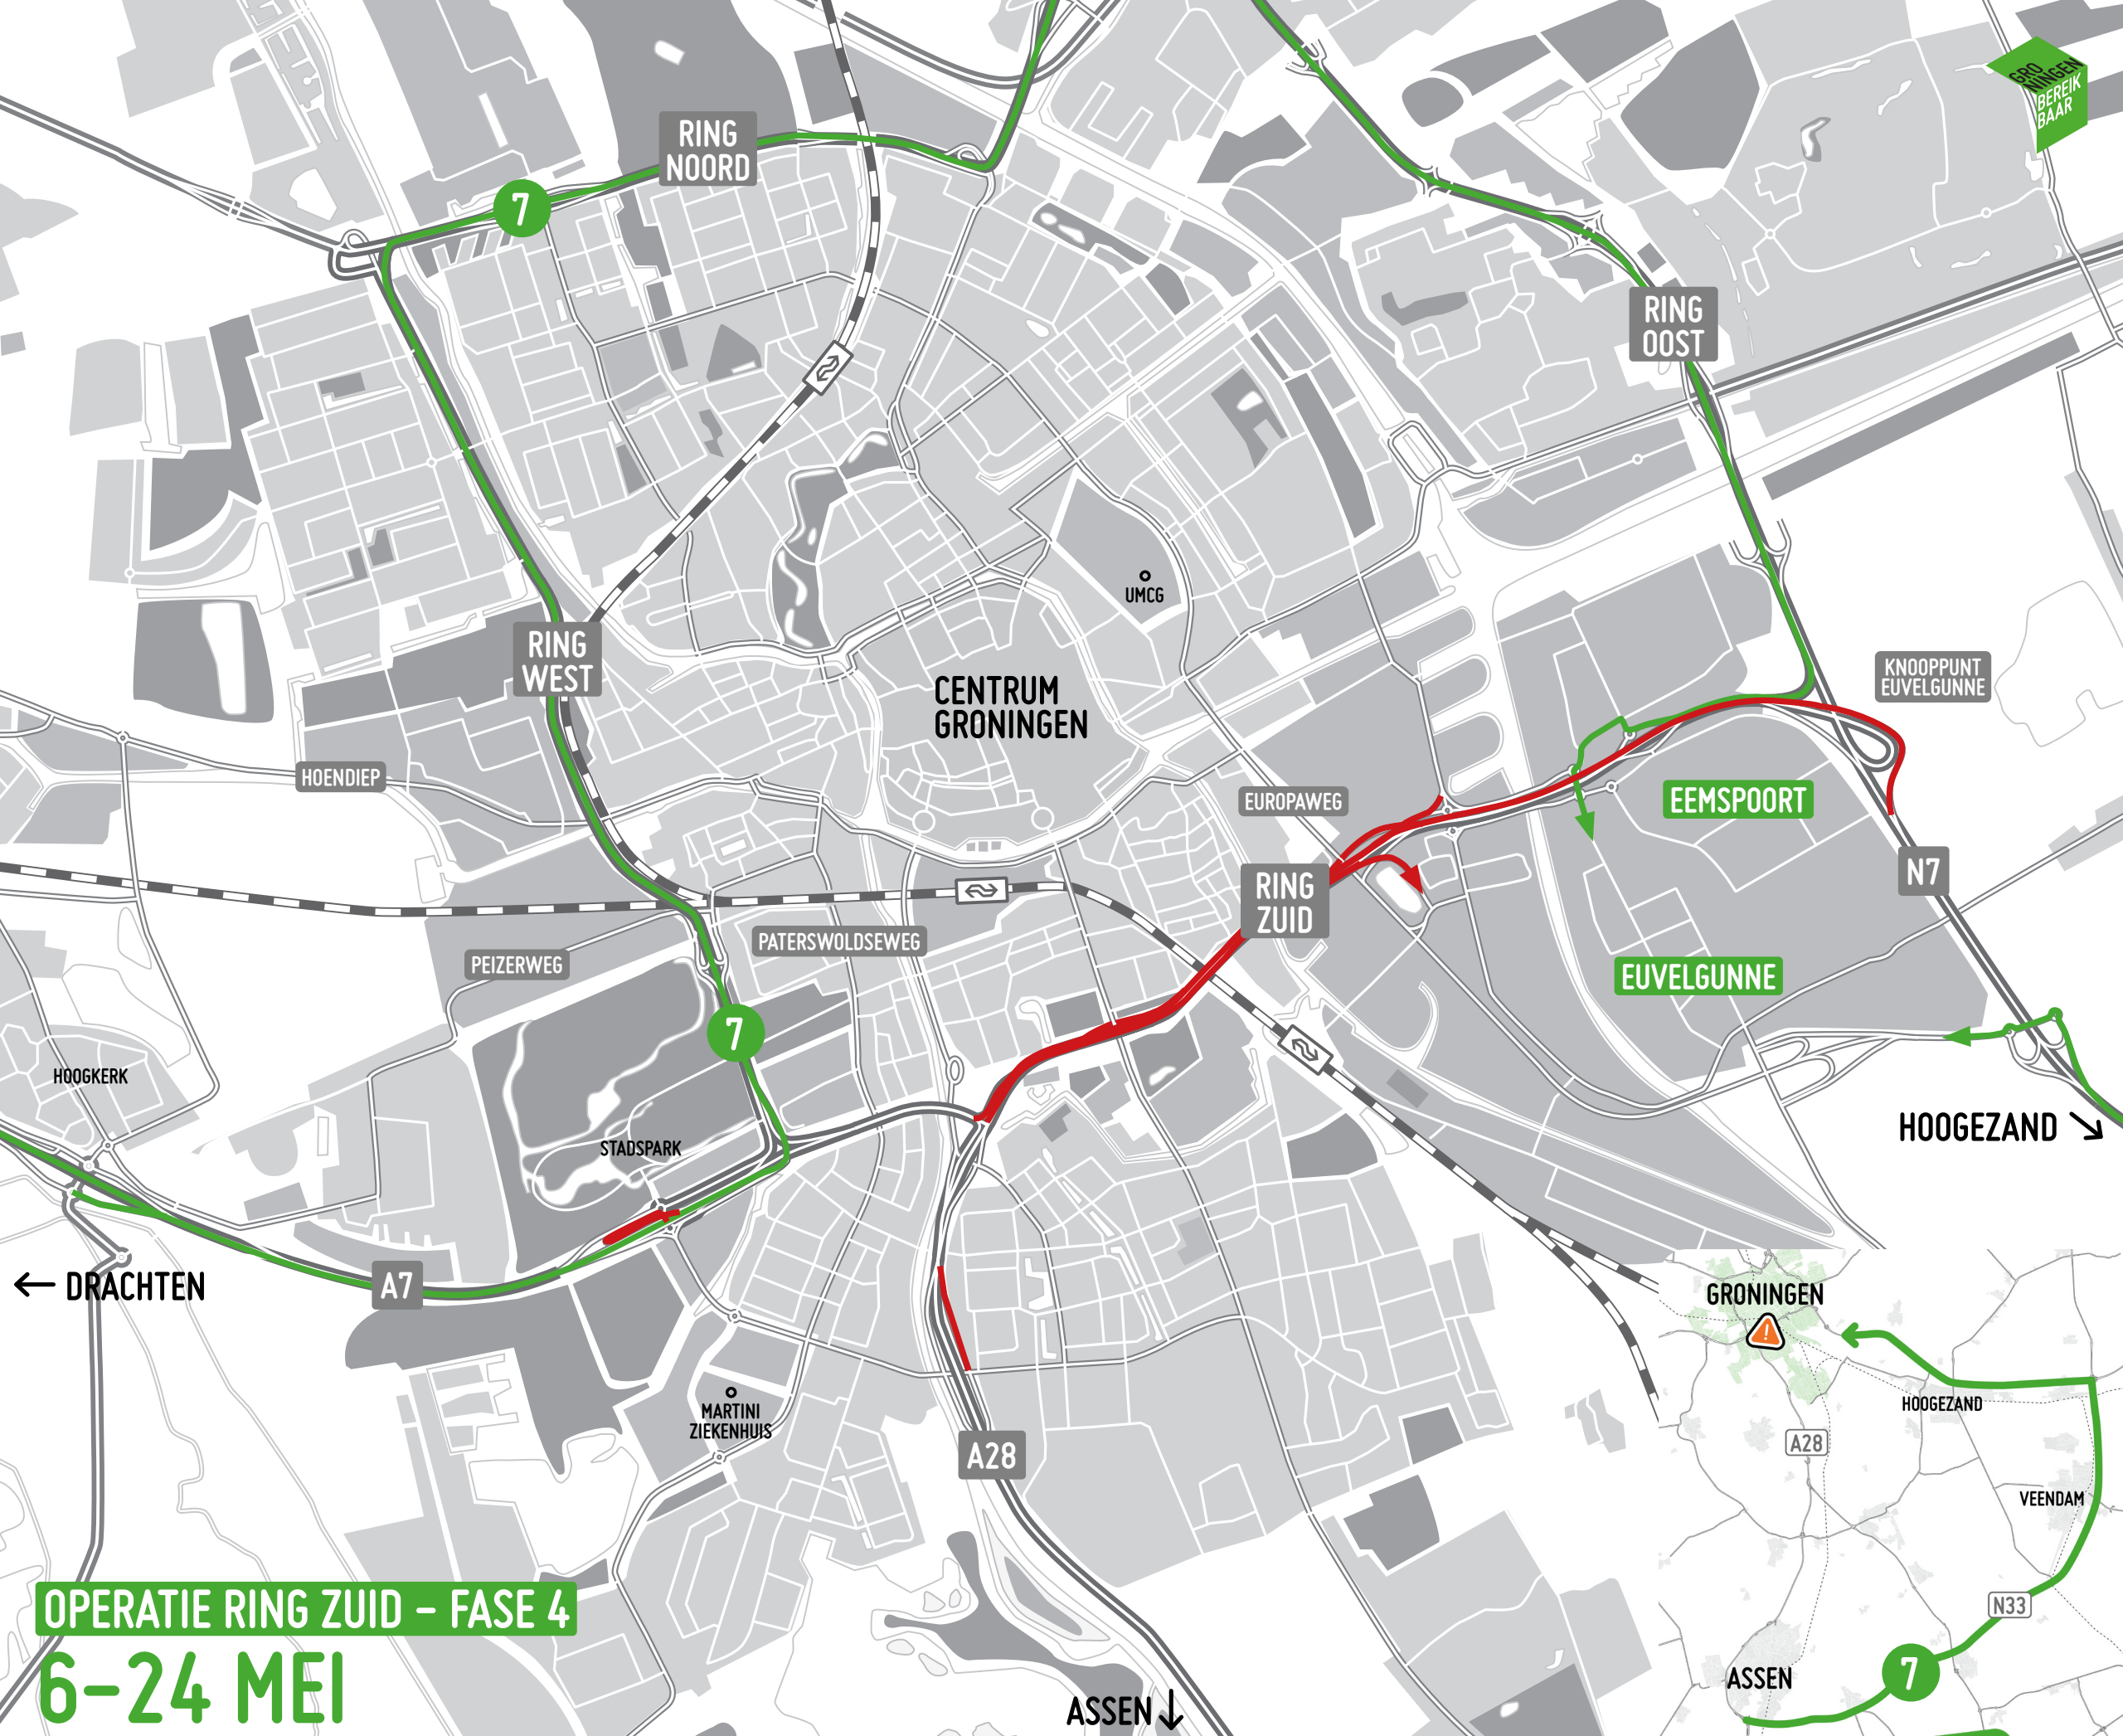 GRO
NINGEN
BEREIK
BAAR
RING
NOORD
7
RING
OOST
UMCG
RING
WEST
KNOOPPUNT
EUVELGUNNE
CENTRUM
GRONINGEN
HOENDIEP
EUROPAWEG
EEMSPOORT
N7
RING
ZUID
PATERSWOLDSEWEG
PEIZERWEG
EUVELGUNNE
7
HOOGKERK
HOOGEZAND
STADSPARK
DRACHTEN
A7
GRONINGEN
!
HOOGEZAND
MARTINI
ZIEKENHUIS
A28
A28
VEENDAM
N33
OPERATIE RING ZUID – FASE 4
6–24 MEI
7
ASSEN
ASSEN